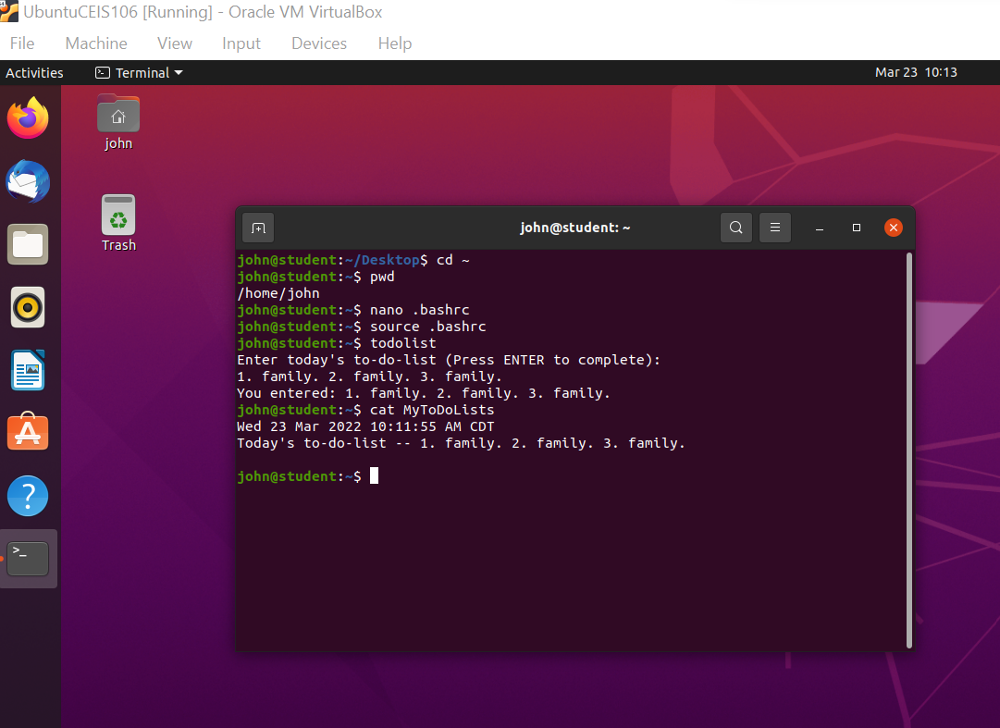 UbuntuCEIS106 [Running] - Oracle VM VirtualBox
File Machine View Input Devices Help
Activities Terminal Mar 23 10:13
john
Trash
john@student: ~
john@student:~/Desktop$ cd ~
john@student:~$ pwd
/home/john
john@student:~$ nano .bashrc
john@student:~$ source .bashrc
john@student:~$ todolist
Enter today's to-do-list (Press ENTER to complete):
1. family. 2. family. 3. family.
You entered: 1. family. 2. family. 3. family.
john@student:~$ cat MyToDoLists
Wed 23 Mar 2022 10:11:55 AM CDT
Today's to-do-list -- 1. family. 2. family. 3. family.
john@student:~$